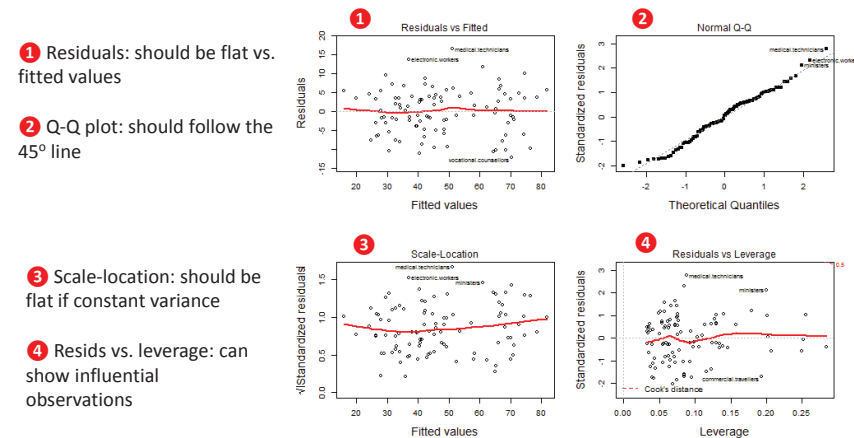 1 Residuals: should be flat vs.
fitted values
2 Q-Q plot: should follow the
45° line
3 Scale-location: should be
flat if constant variance
4 Resids vs. leverage: can
show influential
observations
1
Residuals vs Fitted
Residuals
20
15
10
5
0
-5
-15
medical.technicians
electronic.workers
vocational.counsellors
20 30 40 50 60 70 80
Fitted values
2
Normal Q-Q
Standardized residuals
3
2
1
0
-1
-2
medical.technicians
electronic.worke
ministers
-2 -1 0 1 2
Theoretical Quantiles
3
Scale-Location
√|Standardized residuals|
1.5
1.0
0.5
0.0
medical.technicians
electronic.workers
ministers
20 30 40 50 60 70 80
Fitted values
4
Residuals vs Leverage
Standardized residuals
3
2
1
0
-1
-2
medical.technicians
ministers
commercial.travellers
Cook's distance
0.5
0.00 0.05 0.10 0.15 0.20 0.25
Leverage